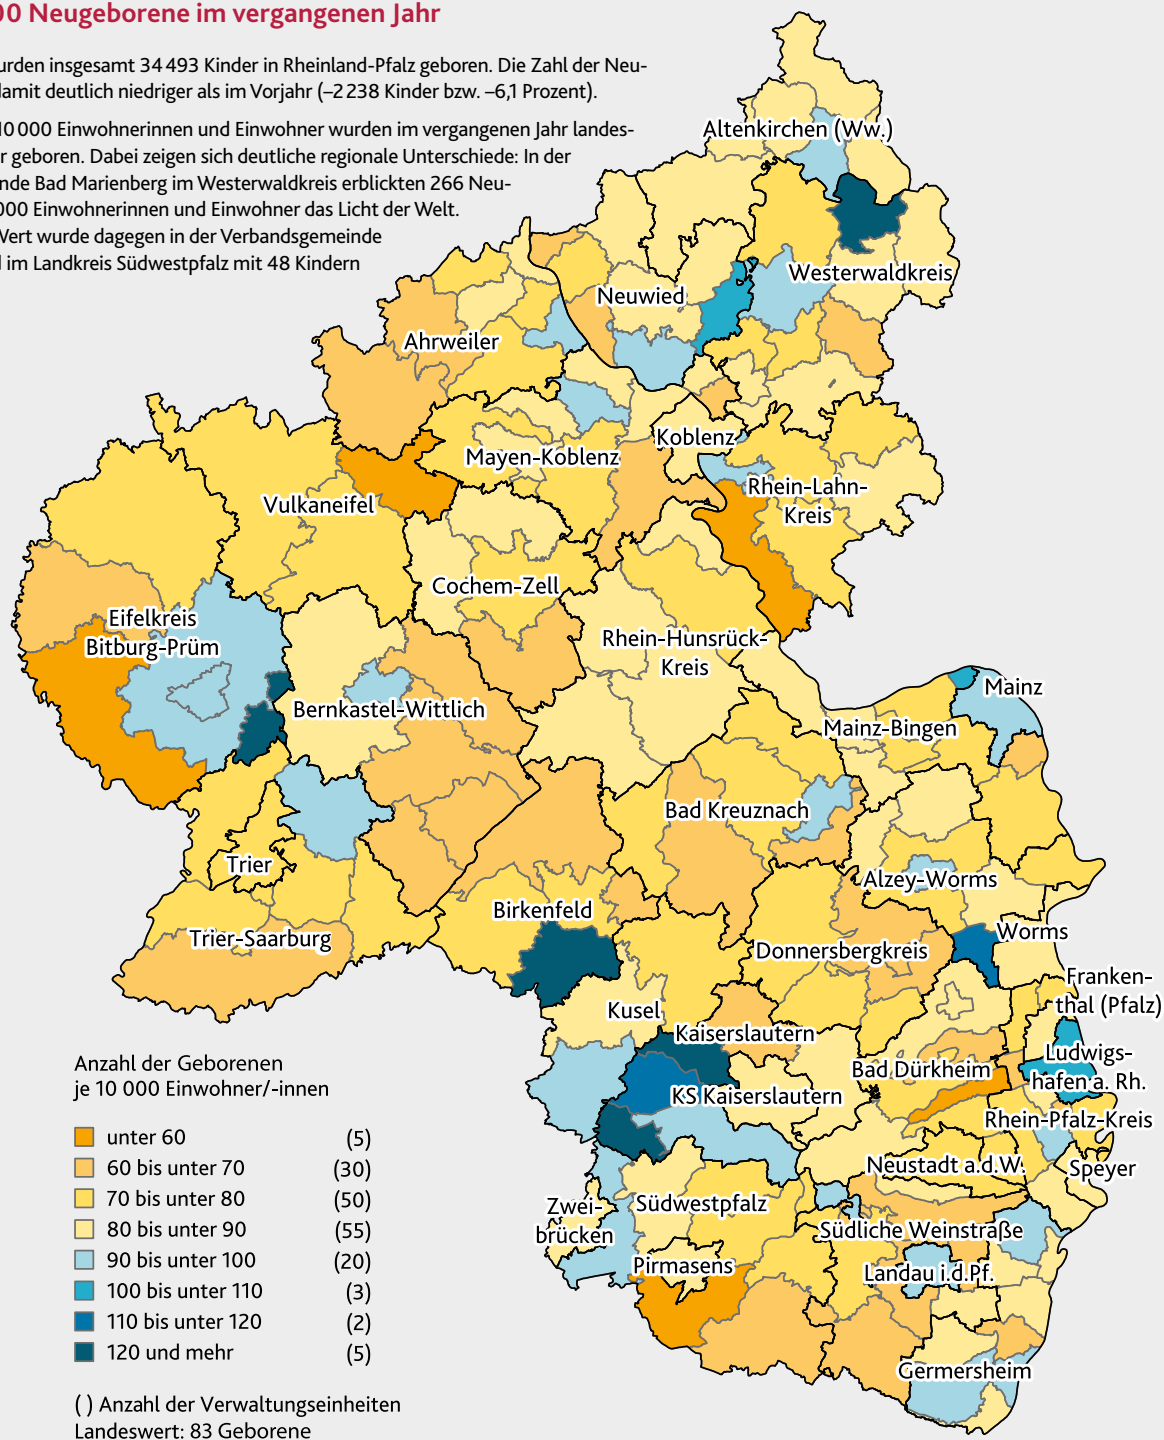 00 Neugeborene im vergangenen Jahr
urden insgesamt 34 493 Kinder in Rheinland-Pfalz geboren. Die Zahl der Neu-
damit deutlich niedriger als im Vorjahr (–2 238 Kinder bzw. –6,1 Prozent).
10 000 Einwohnerinnen und Einwohner wurden im vergangenen Jahr landes-
r geboren. Dabei zeigen sich deutliche regionale Unterschiede: In der
nde Bad Marienberg im Westerwaldkreis erblickten 266 Neu-
000 Einwohnerinnen und Einwohner das Licht der Welt.
Wert wurde dagegen in der Verbandsgemeinde
im Landkreis Südwestpfalz mit 48 Kindern
Altenkirchen (Ww.)
Westerwaldkreis
Neuwied
Ahrweiler
Koblenz
Mayen-Koblenz
Rhein-Lahn-
Kreis
Vulkaneifel
Cochem-Zell
Eifelkreis
Bitburg-Prüm
Rhein-Hunsrück-
Kreis
Mainz
Bernkastel-Wittlich
Mainz-Bingen
Bad Kreuznach
Trier
Alzey-Worms
Birkenfeld
Worms
Trier-Saarburg
Donnersbergkreis
Franken-
thal (Pfalz)
Kusel
Kaiserslautern
Ludwigs-
hafen a. Rh.
Bad Dürkheim
KS Kaiserslautern
Rhein-Pfalz-Kreis
Neustadt a.d.W.
Speyer
Zwei-
brücken
Südwestpfalz
Südliche Weinstraße
Pirmasens
Landau i.d.Pf.
Germersheim
Anzahl der Geborenen
je 10 000 Einwohner/-innen
unter 60 (5)
60 bis unter 70 (30)
70 bis unter 80 (50)
80 bis unter 90 (55)
90 bis unter 100 (20)
100 bis unter 110 (3)
110 bis unter 120 (2)
120 und mehr (5)
( ) Anzahl der Verwaltungseinheiten
Landeswert: 83 Geborene